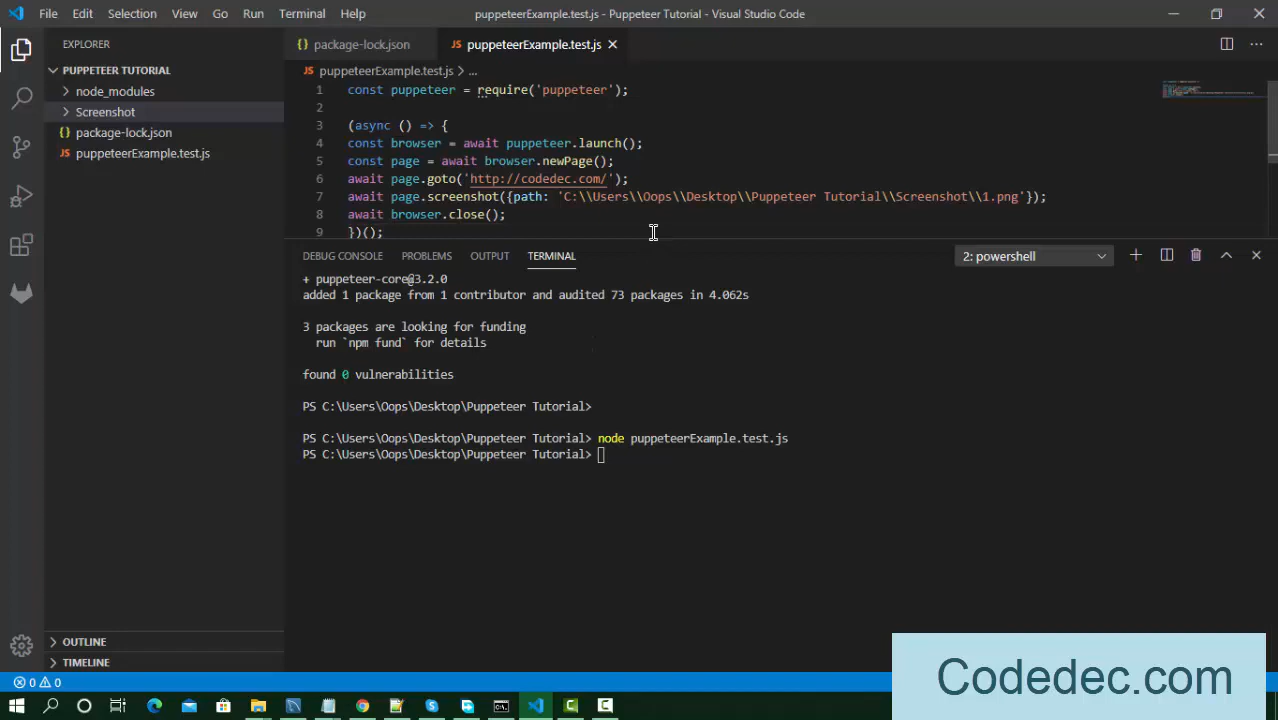 File Edit Selection View Go Run Terminal Help puppeteerExample.test.js - Puppeteer Tutorial - Visual Studio Code
EXPLORER
PUPPETEER TUTORIAL
node_modules
Screenshot
{} package-lock.json
JS puppeteerExample.test.js
OUTLINE
TIMELINE
{} package-lock.json JS puppeteerExample.test.js
JS puppeteerExample.test.js > ...
1 const puppeteer = require('puppeteer');
2
3 (async () => {
4 const browser = await puppeteer.launch();
5 const page = await browser.newPage();
6 await page.goto('http://codedec.com/');
7 await page.screenshot({path: 'C:\\Users\\Oops\\Desktop\\Puppeteer Tutorial\\Screenshot\\1.png'});
8 await browser.close();
9 })();
DEBUG CONSOLE PROBLEMS OUTPUT TERMINAL 2: powershell
+ puppeteer-core@3.2.0
added 1 package from 1 contributor and audited 73 packages in 4.062s
3 packages are looking for funding
run `npm fund` for details
found 0 vulnerabilities
PS C:\Users\Oops\Desktop\Puppeteer Tutorial>
PS C:\Users\Oops\Desktop\Puppeteer Tutorial> node puppeteerExample.test.js
PS C:\Users\Oops\Desktop\Puppeteer Tutorial>
0 0
Codedec.com